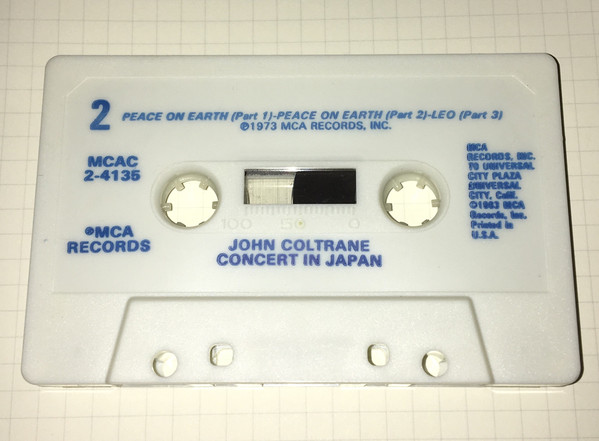 2 PEACE ON EARTH (Part 1)-PEACE ON EARTH (Part 2)-LEO (Part 3)
℗1973 MCA RECORDS, INC.
MCAC
2-4135
®MCA
RECORDS
100 50 0
JOHN COLTRANE
CONCERT IN JAPAN
MCA
RECORDS, INC.
70 UNIVERSAL
CITY PLAZA
UNIVERSAL
CITY, Calif.
©1983 MCA
Records, Inc.
Printed in
U.S.A.